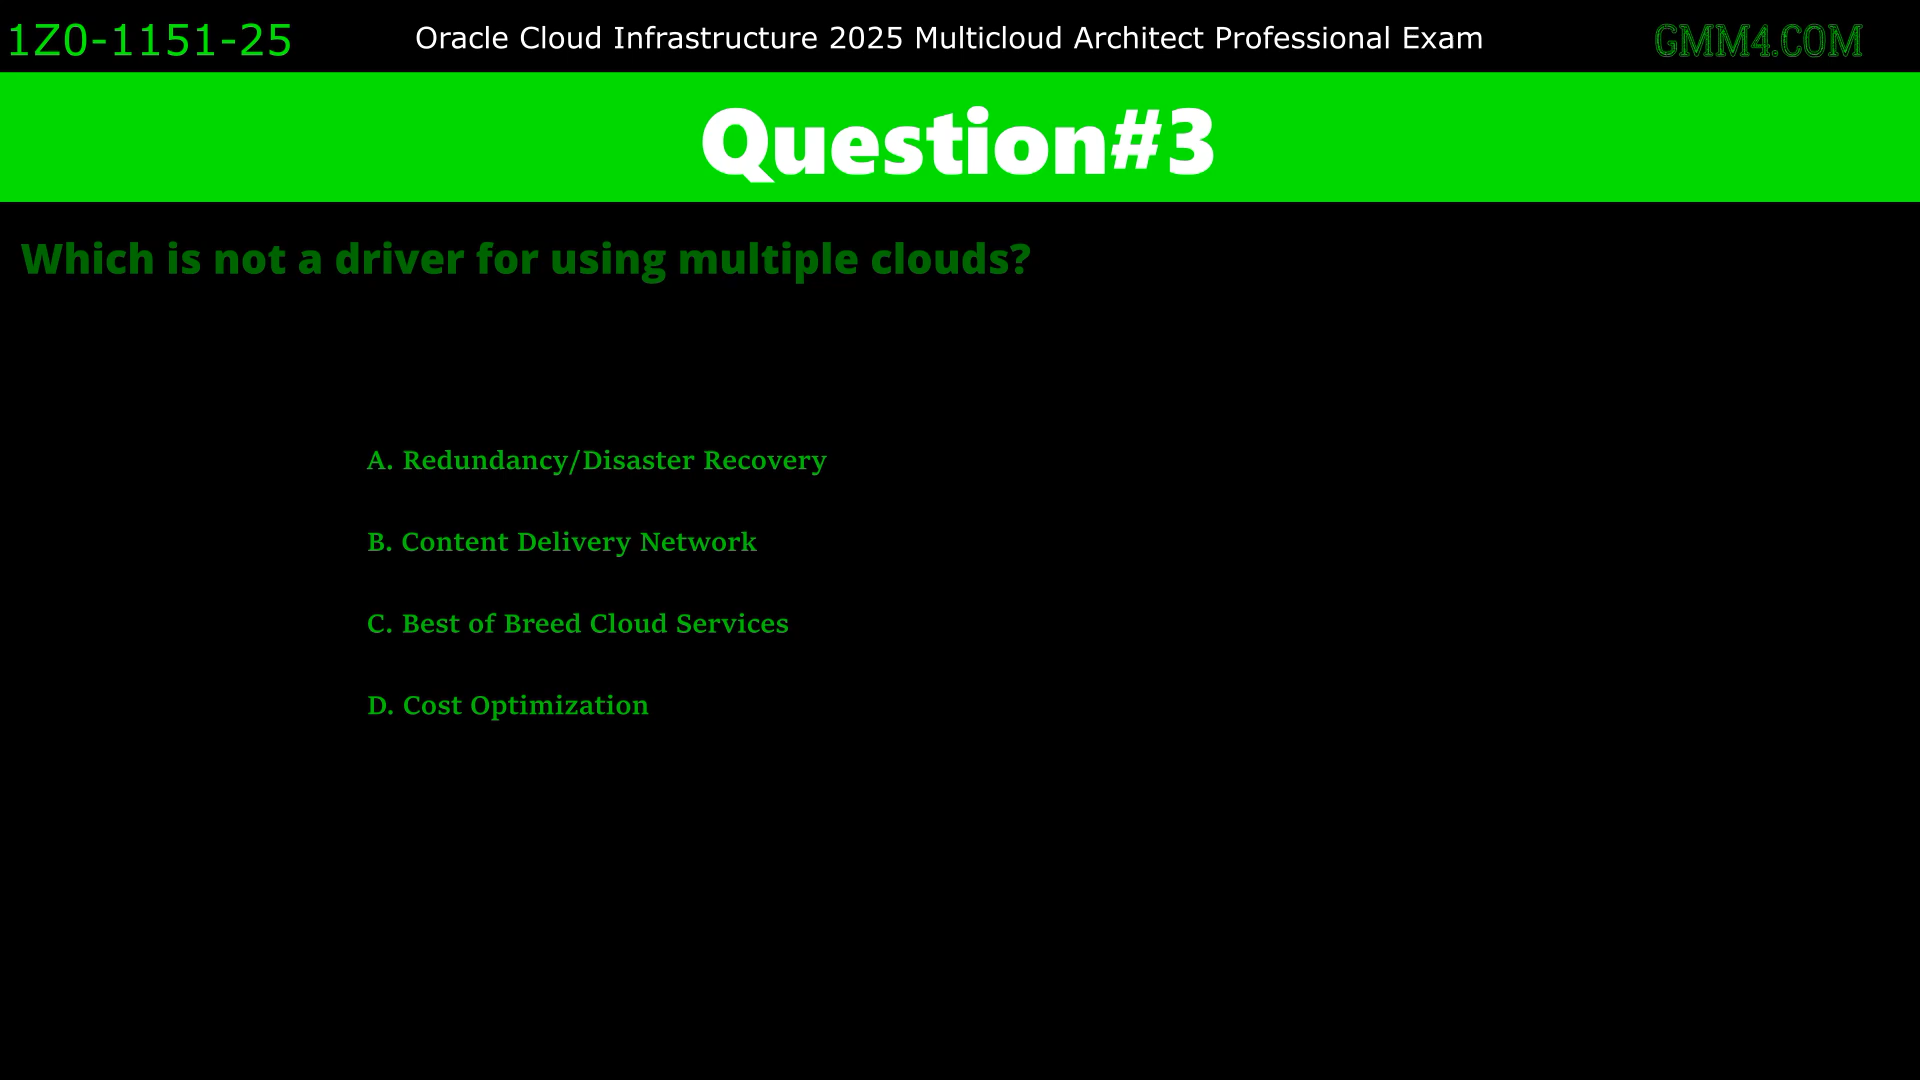 1Z0-1151-25
Oracle Cloud Infrastructure 2025 Multicloud Architect Professional Exam
GMM4.COM
Question#3
Which is not a driver for using multiple clouds?
A. Redundancy/Disaster Recovery
B. Content Delivery Network
C. Best of Breed Cloud Services
D. Cost Optimization